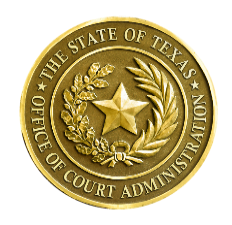 THE STATE OF TEXAS
OFFICE OF COURT ADMINISTRATION